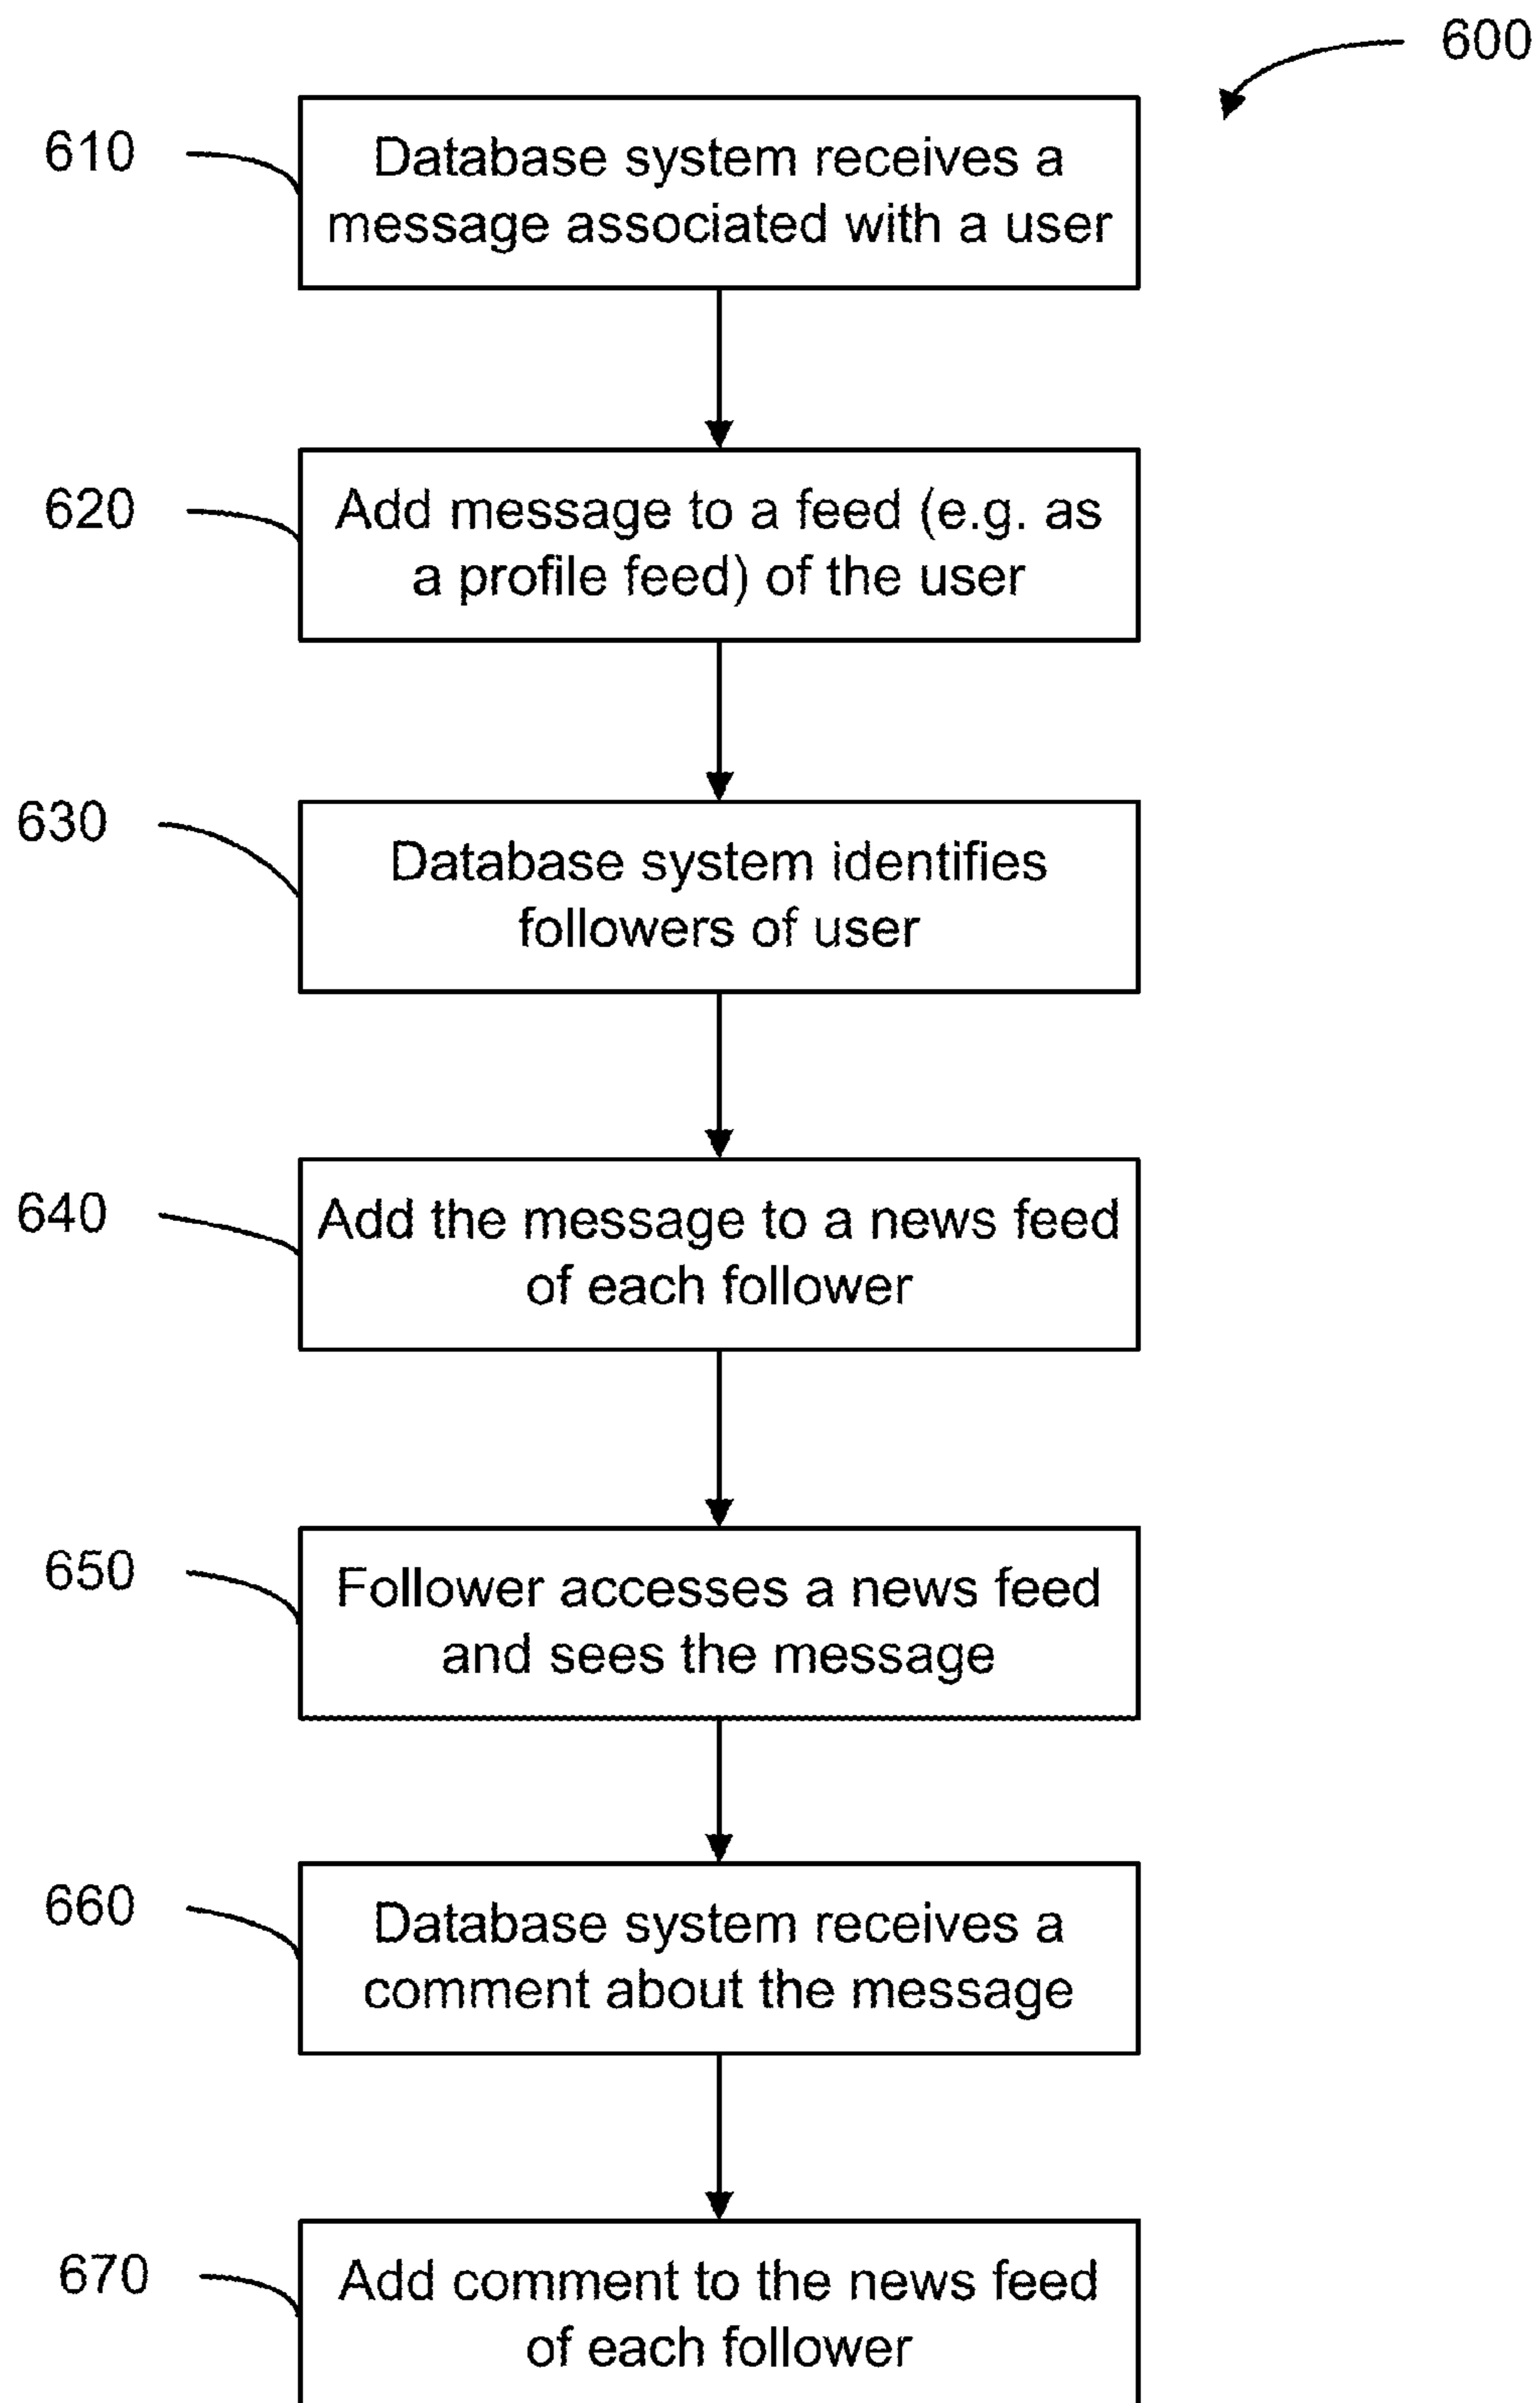 600
610
Database system receives a
message associated with a user
620
Add message to a feed (e.g. as
a profile feed) of the user
630
Database system identifies
followers of user
640
Add the message to a news feed
of each follower
650
Follower accesses a news feed
and sees the message
660
Database system receives a
comment about the message
670
Add comment to the news feed
of each follower